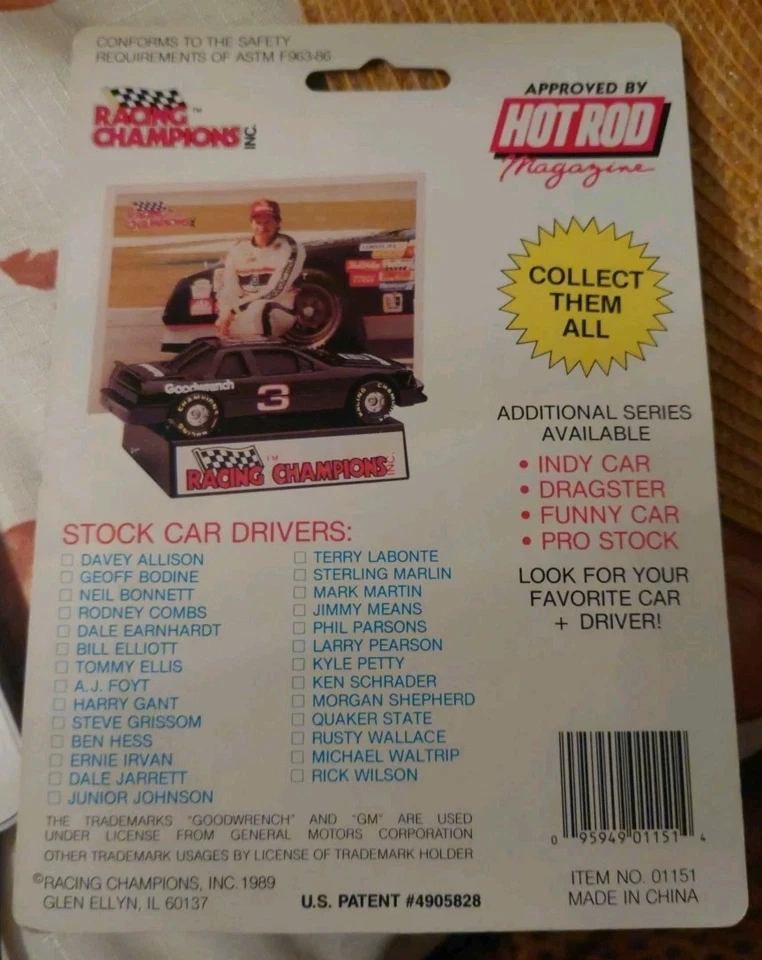 CONFORMS TO THE SAFETY
REQUIREMENTS OF ASTM F963-86
RACING ™
CHAMPIONS INC.
APPROVED BY
HOT ROD
Magazine
RACING
CHAMPIONS
Goodwrench
3
RACING CHAMPIONS INC.
™
COLLECT
THEM
ALL
ADDITIONAL SERIES
AVAILABLE
• INDY CAR
• DRAGSTER
• FUNNY CAR
• PRO STOCK
LOOK FOR YOUR
FAVORITE CAR
+ DRIVER!
STOCK CAR DRIVERS:
☐ DAVEY ALLISON
☐ GEOFF BODINE
☐ NEIL BONNETT
☐ RODNEY COMBS
☐ DALE EARNHARDT
☐ BILL ELLIOTT
☐ TOMMY ELLIS
☐ A.J. FOYT
☐ HARRY GANT
☐ STEVE GRISSOM
☐ BEN HESS
☐ ERNIE IRVAN
☐ DALE JARRETT
☐ JUNIOR JOHNSON
☐ TERRY LABONTE
☐ STERLING MARLIN
☐ MARK MARTIN
☐ JIMMY MEANS
☐ PHIL PARSONS
☐ LARRY PEARSON
☐ KYLE PETTY
☐ KEN SCHRADER
☐ MORGAN SHEPHERD
☐ QUAKER STATE
☐ RUSTY WALLACE
☐ MICHAEL WALTRIP
☐ RICK WILSON
THE TRADEMARKS "GOODWRENCH" AND "GM" ARE USED
UNDER LICENSE FROM GENERAL MOTORS CORPORATION
OTHER TRADEMARK USAGES BY LICENSE OF TRADEMARK HOLDER
©RACING CHAMPIONS, INC. 1989
GLEN ELLYN, IL 60137
U.S. PATENT #4905828
0 95949 01151 4
ITEM NO. 01151
MADE IN CHINA